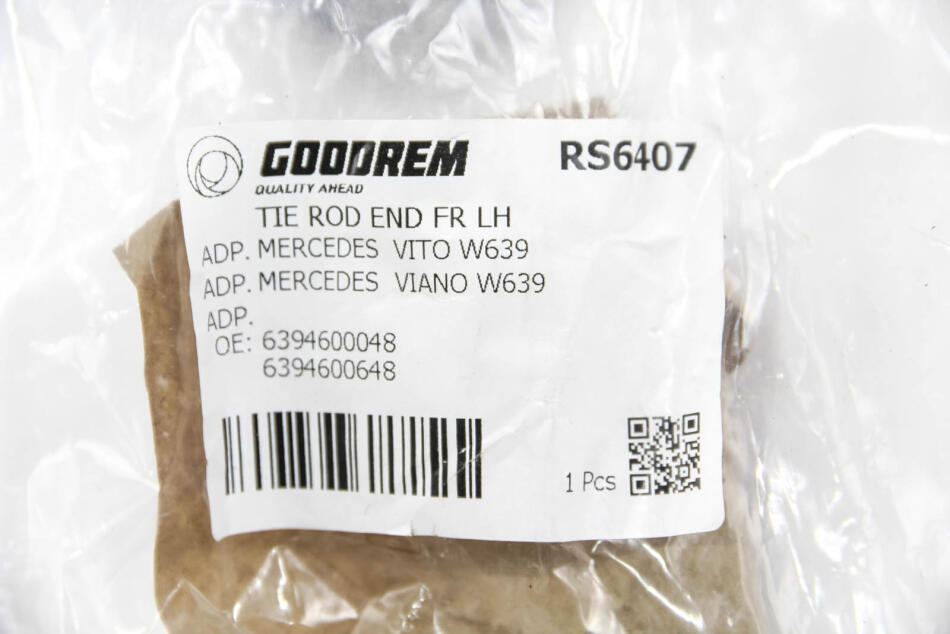 GOODREM RS6407
QUALITY AHEAD
TIE ROD END FR LH
ADP. MERCEDES VITO W639
ADP. MERCEDES VIANO W639
ADP.
OE: 6394600048
6394600648
1 Pcs